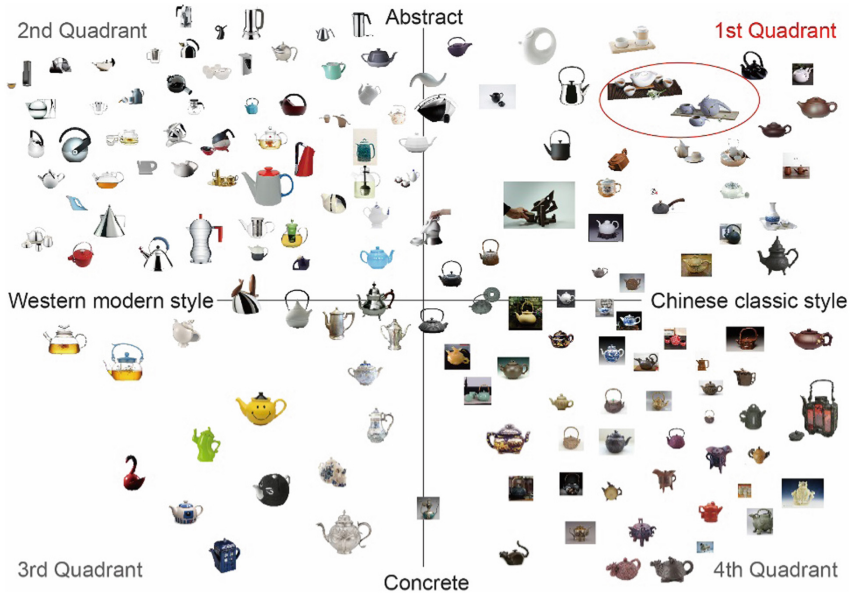 Abstract
2nd Quadrant
1st Quadrant
Western modern style
Chinese classic style
3rd Quadrant
4th Quadrant
Concrete